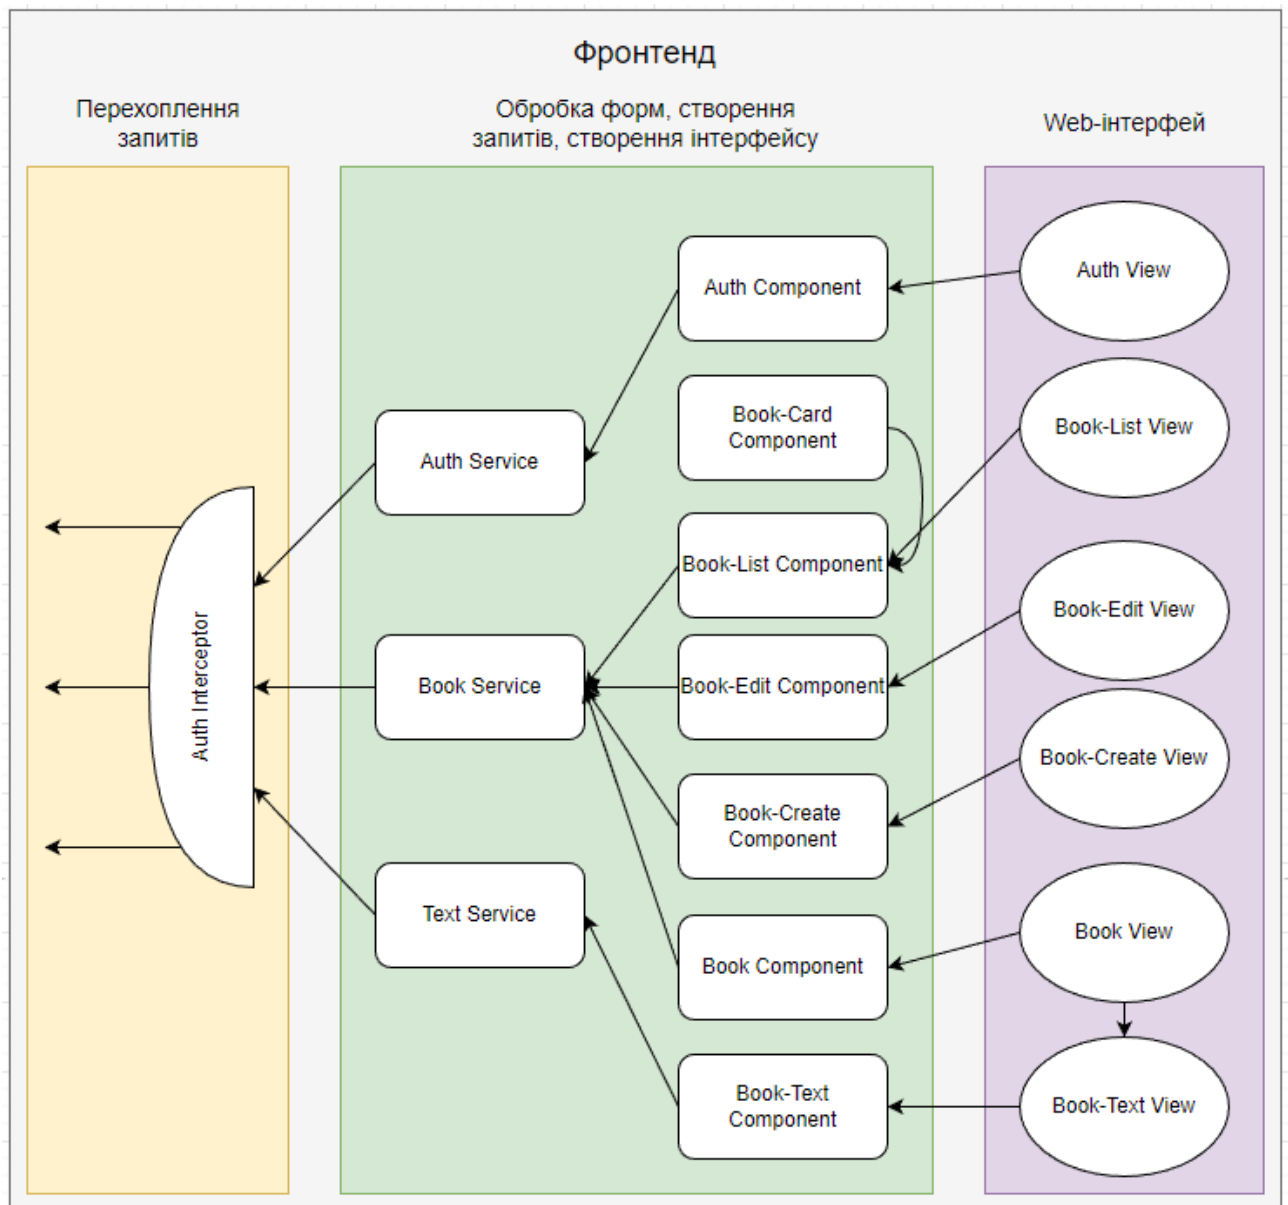 Фронтенд
Перехоплення
запитів
Обробка форм, створення
запитів, створення інтерфейсу
Web-інтерфей
Auth Interceptor
Auth Service
Book Service
Text Service
Auth Component
Book-Card
Component
Book-List Component
Book-Edit Component
Book-Create
Component
Book Component
Book-Text
Component
Auth View
Book-List View
Book-Edit View
Book-Create View
Book View
Book-Text View